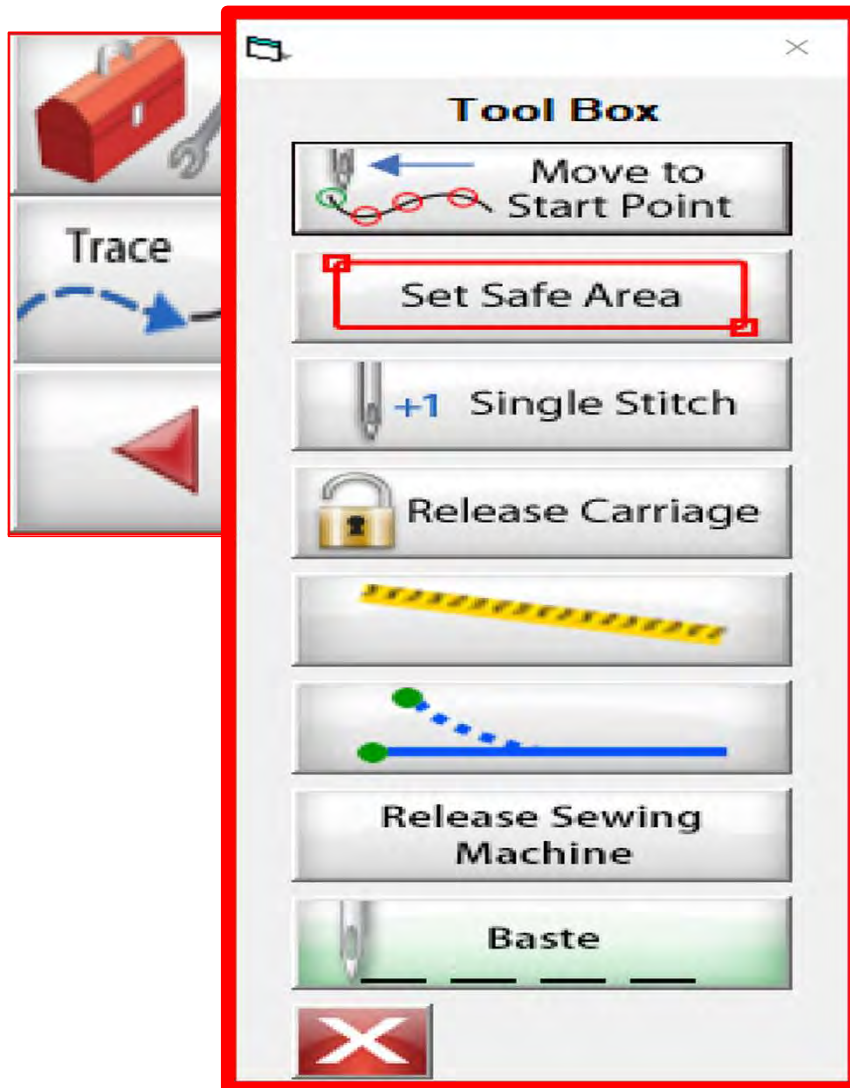 Tool Box
Move to
Start Point
Trace
Set Safe Area
+1 Single Stitch
Release Carriage
Release Sewing
Machine
Baste